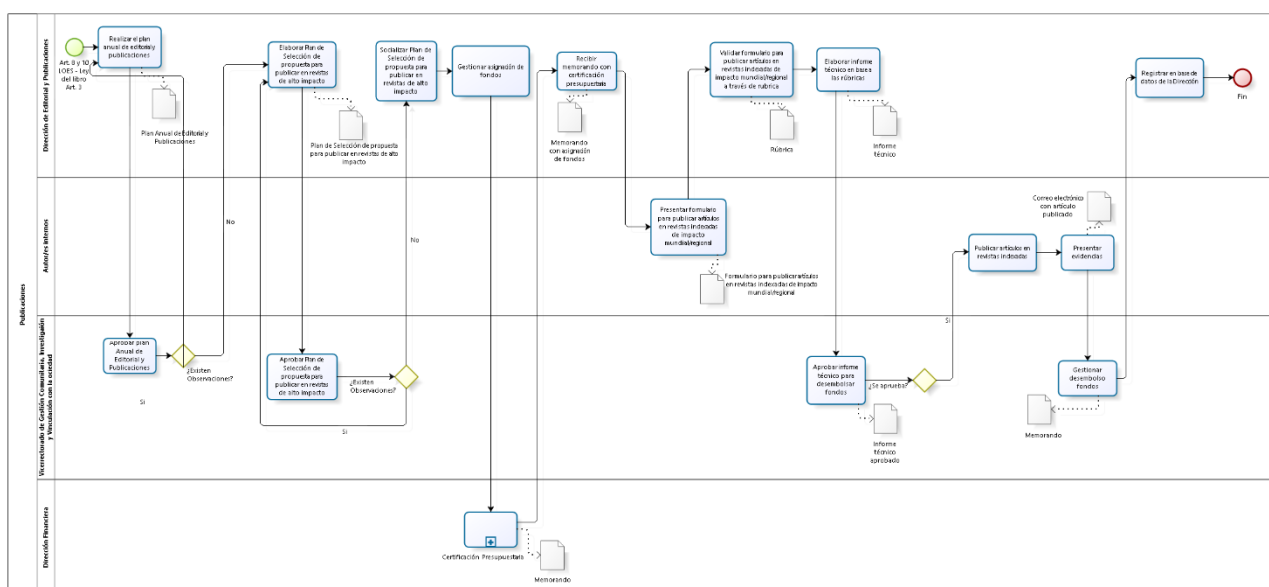 Publicaciones
Dirección de Editorial y Publicaciones
Art. 8 y 10
LOES - Ley
del libro
Art. 3
Realizar el plan
anual de editorial y
publicaciones
Plan Anual de Editorial y
Publicaciones
Elaborar Plan de
Selección de
propuesta para
publicar en revistas
de alto impacto
Plan de Selección de propuesta
para publicar en revistas de alto
impacto
Socializar Plan de
Selección de
propuesta para
publicar en revistas
de alto impacto
Gestionar asignación de
fondos
Recibir
memorando con
certificación
presupuestaria
Memorando
con asignación
de fondos
Validar formulario para
publicar artículos en
revistas indexadas de
impacto mundial/regional
a través de rubrica
Rúbrica
Elaborar informe
técnico en base a
las rúbricas
Informe
técnico
Registrar en base de
datos de la Dirección
Fin
Autor/es internos
No
No
Presentar formulario
para publicar artículos
en revistas indexadas
de impacto
mundial/regional
Formulario para publicar artículos
en revistas indexadas de impacto
mundial/regional
Correo electrónico
con artículo
publicado
Publicar artículos en
revistas indexadas
Presentar
evidencias
Vicerrectorado de Gestión Comunitaria, Investigación
y Vinculación con la sociedad
Aprobar plan
Anual de
Editorial y
Publicaciones
¿Existen
Observaciones?
Si
Aprobar Plan de
Selección de
propuesta para
publicar en revistas
de alto impacto
¿Existen
Observaciones?
Si
Aprobar informe
técnico para
desembolsar
fondos
¿Se aprueba?
Si
Informe
técnico
aprobado
Gestionar
desembolso
fondos
Memorando
Dirección Financiera
Certificación Presupuestaria
Memorando